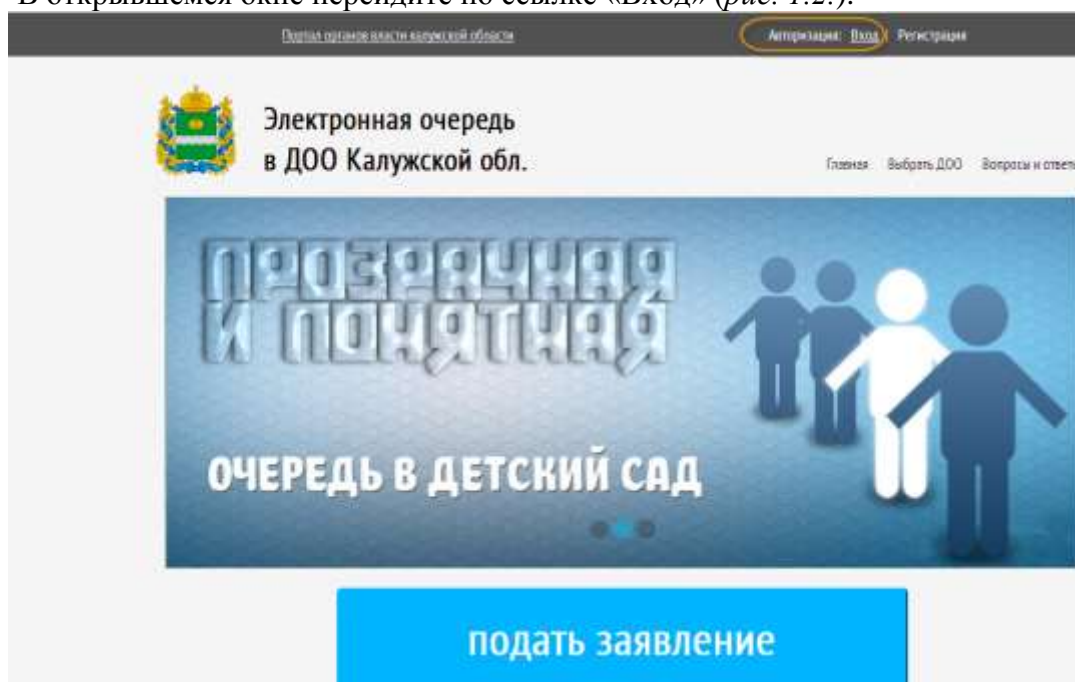 В открывшемся окне перейдите по ссылке «Вход» (рис. 1.2.).
Портал органов власти калужской области
Авторизация: Вход Регистрация
Электронная очередь
в ДОО Калужской обл.
Главная Выбрать ДОО Вопросы и
ПРОЗРАЧНАЯ
И ПОНЯТНАЯ
ОЧЕРЕДЬ В ДЕТСКИЙ САД
подать заявление